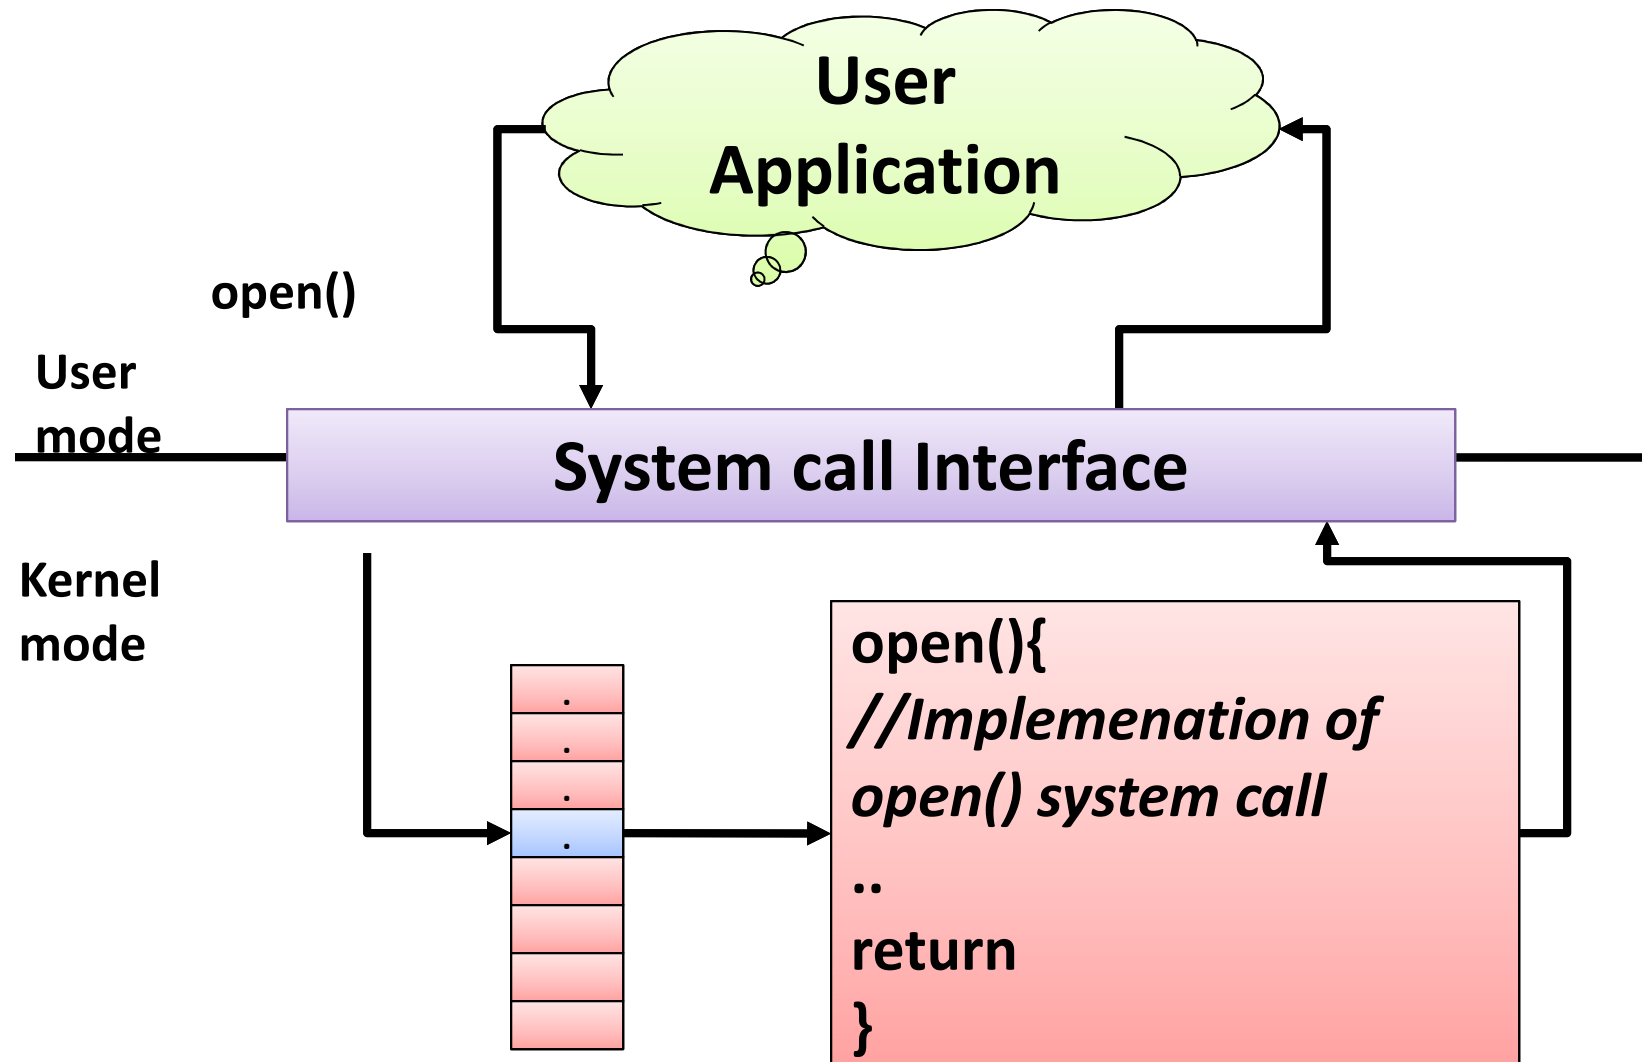 User
Application
open()
User
mode
System call Interface
Kernel
mode
.
.
.
.
open(){
//Implemenation of
open() system call
..
return
}